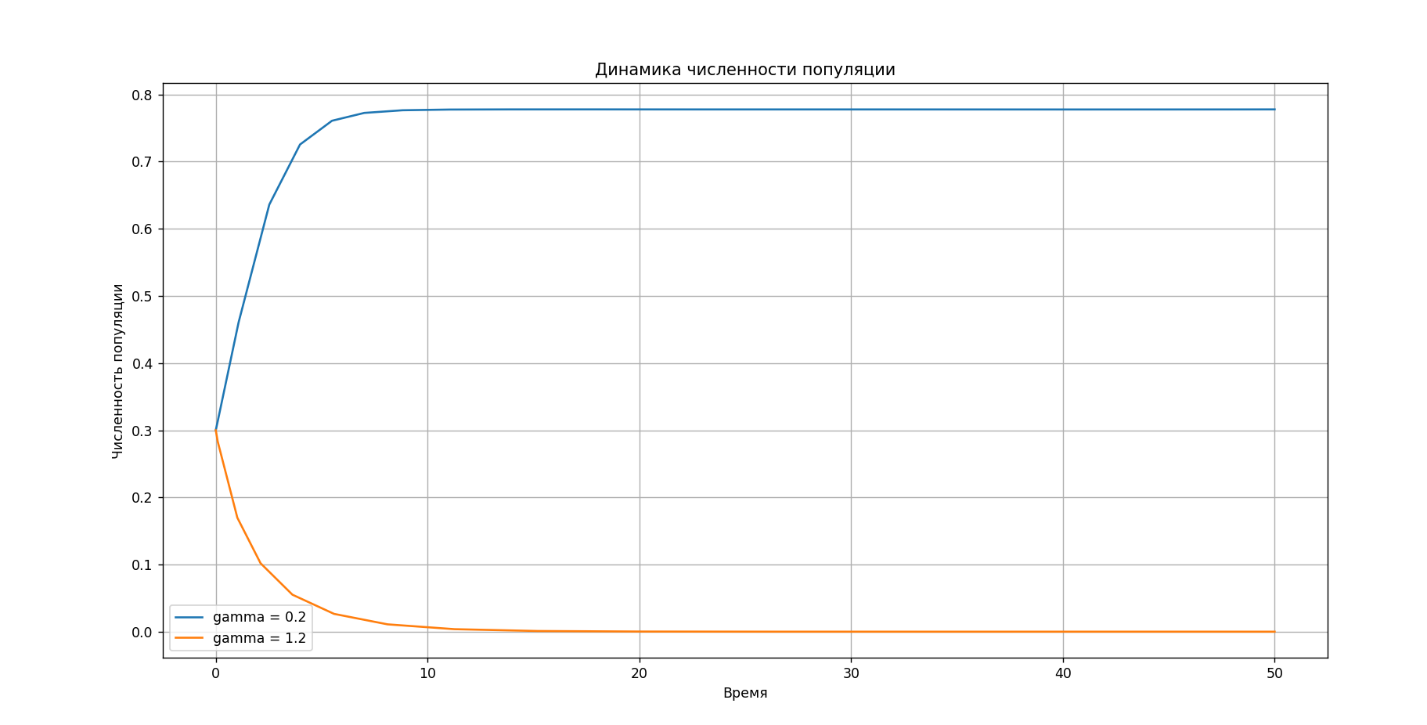 Динамика численности популяции
Численность популяции
0.8
0.7
0.6
0.5
0.4
0.3
0.2
0.1
0.0
gamma = 0.2
gamma = 1.2
0 10 20 30 40 50
Время